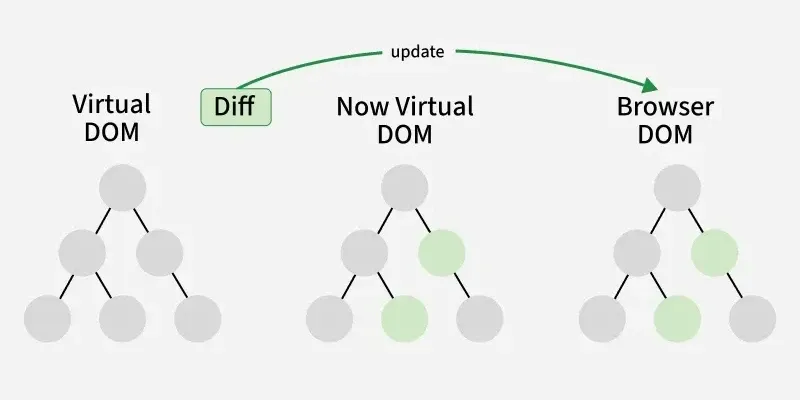 update
Virtual
DOM
Diff
Now Virtual
DOM
Browser
DOM